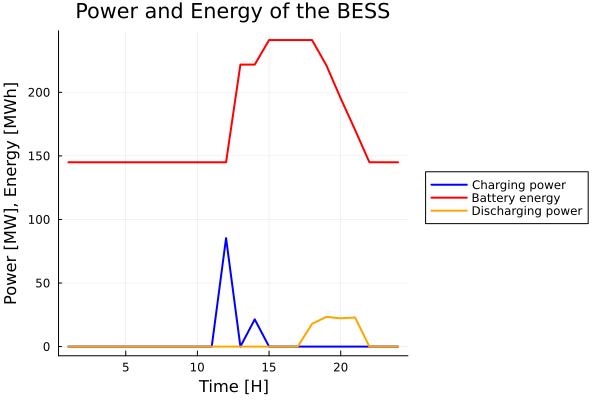 Power and Energy of the BESS
Power [MW], Energy [MWh]
200
150
100
50
0
5 10 15 20
Time [H]
Charging power
Battery energy
Discharging power